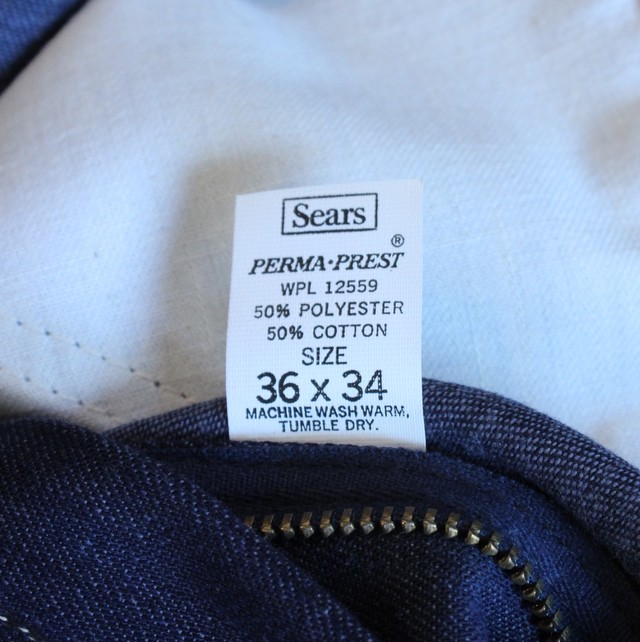 Sears
®
PERMA·PREST
WPL 12559
50% POLYESTER
50% COTTON
SIZE
36 x 34
MACHINE WASH WARM,
TUMBLE DRY.